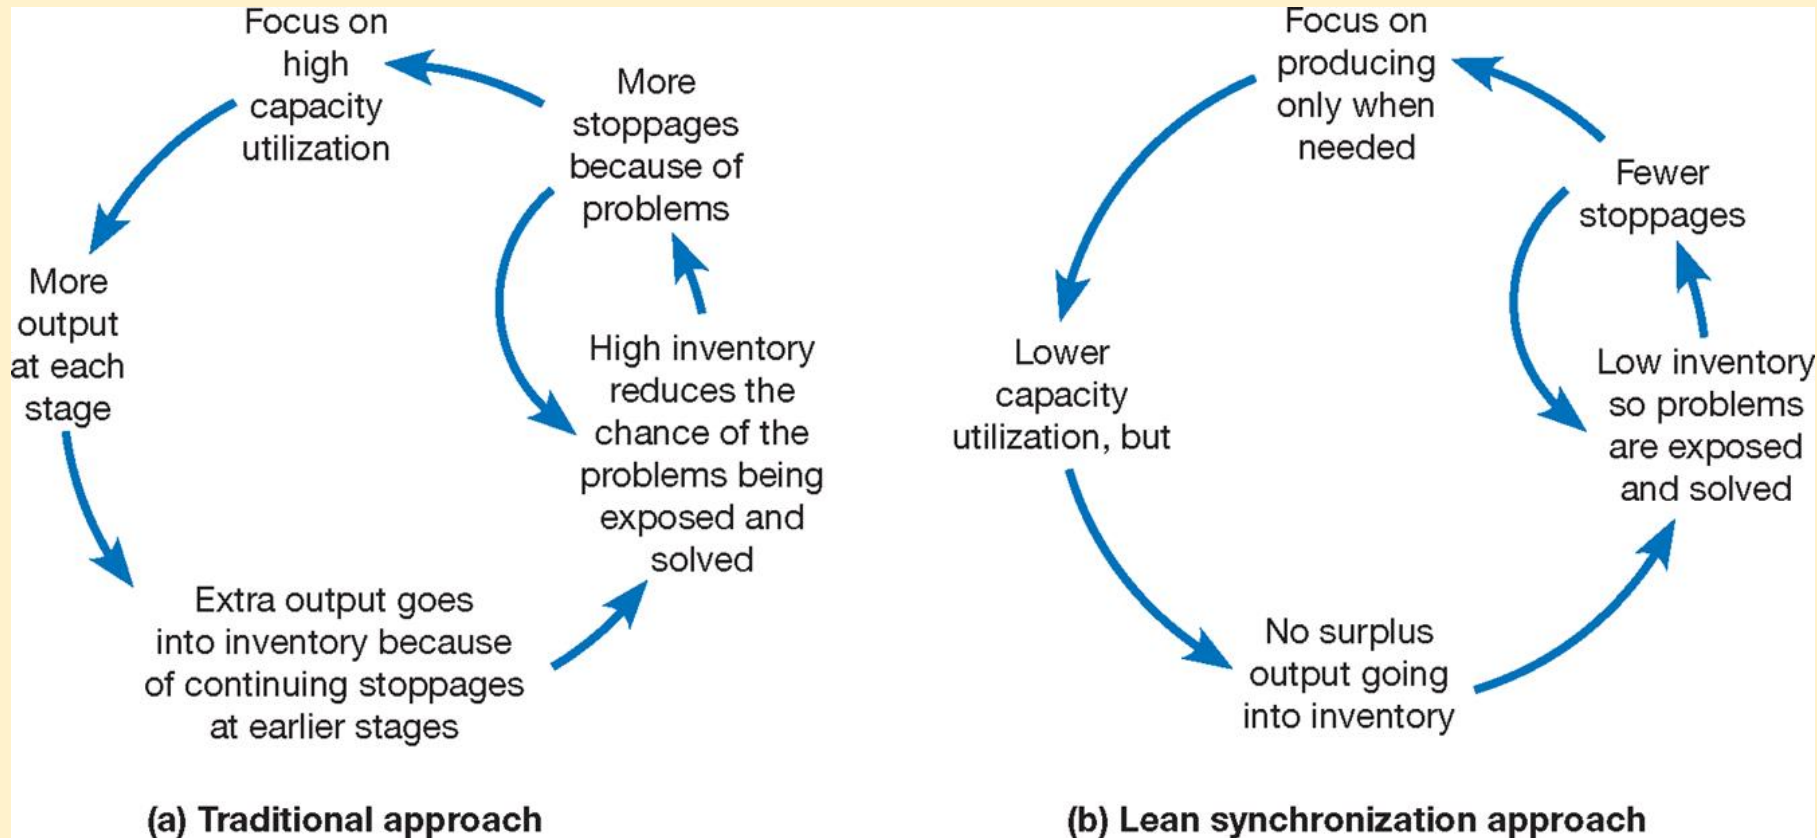 Focus on
high
capacity
utilization
More
stoppages
because of
problems
More
output
at each
stage
High inventory
reduces the
chance of the
problems being
exposed and
solved
Extra output goes
into inventory because
of continuing stoppages
at earlier stages
(a) Traditional approach
Focus on
producing
only when
needed
Fewer
stoppages
Lower
capacity
utilization, but
Low inventory
so problems
are exposed
and solved
No surplus
output going
into inventory
(b) Lean synchronization approach